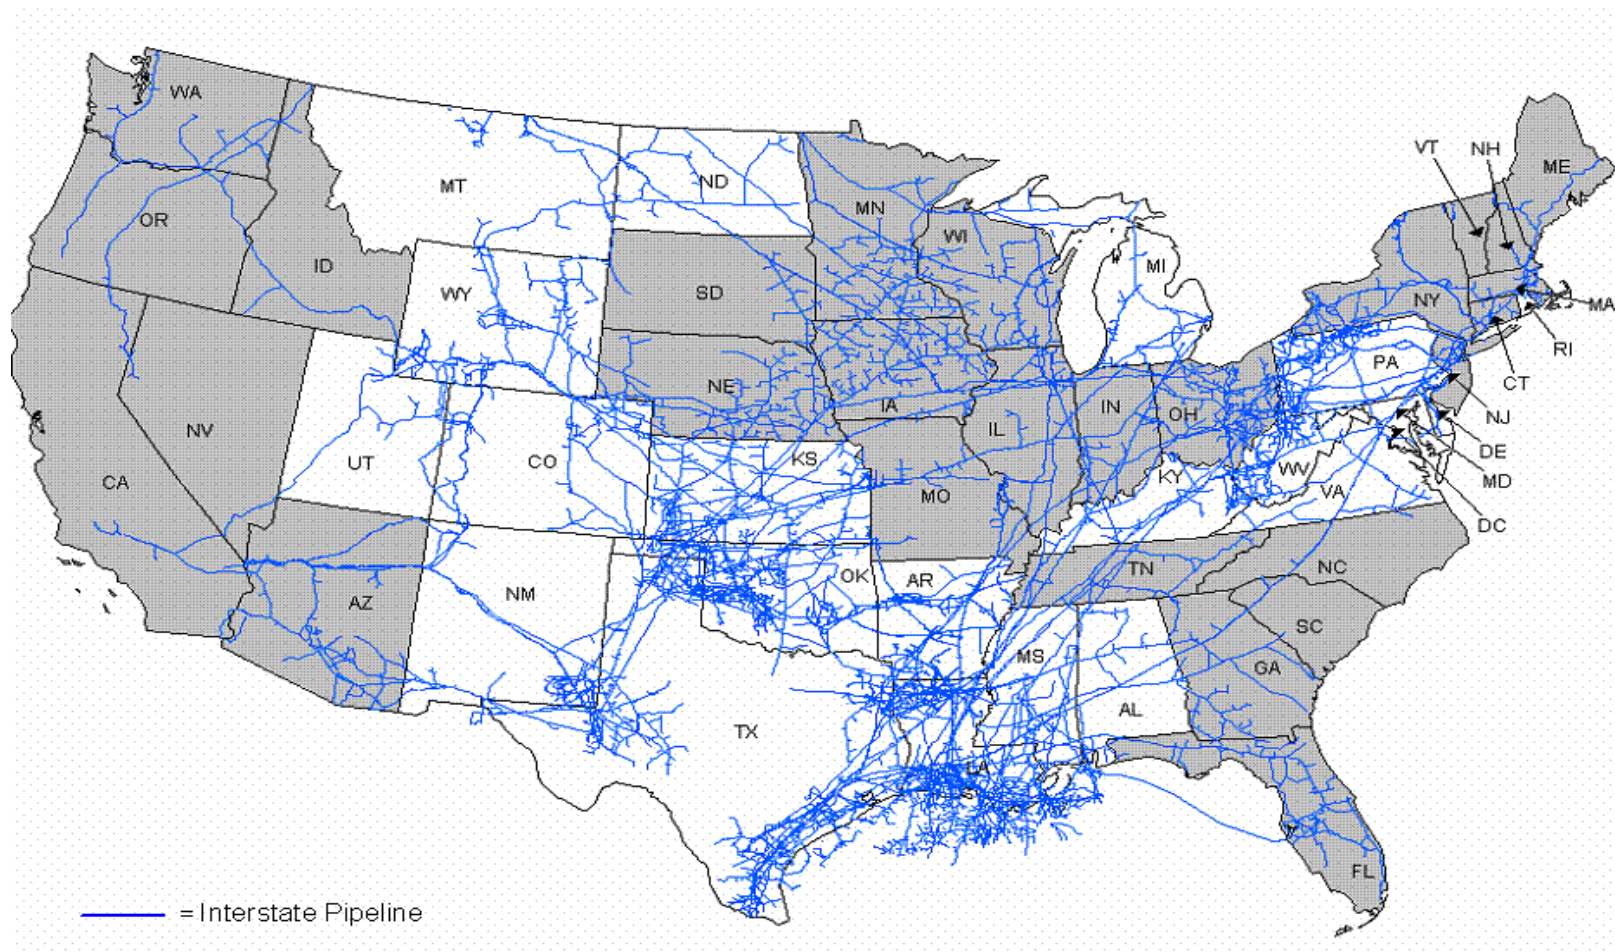 WA
VT
NH
ME
MT
ND
OR
MN
WI
ID
MI
WY
SD
NY
MA
RI
PA
CT
NE
IA
IN
OH
NJ
NV
IL
DE
UT
CO
KS
WV
MD
CA
KY
VA
MO
DC
TN
NC
OK
AR
NM
AZ
SC
MS
GA
AL
TX
LA
FL
= Interstate Pipeline